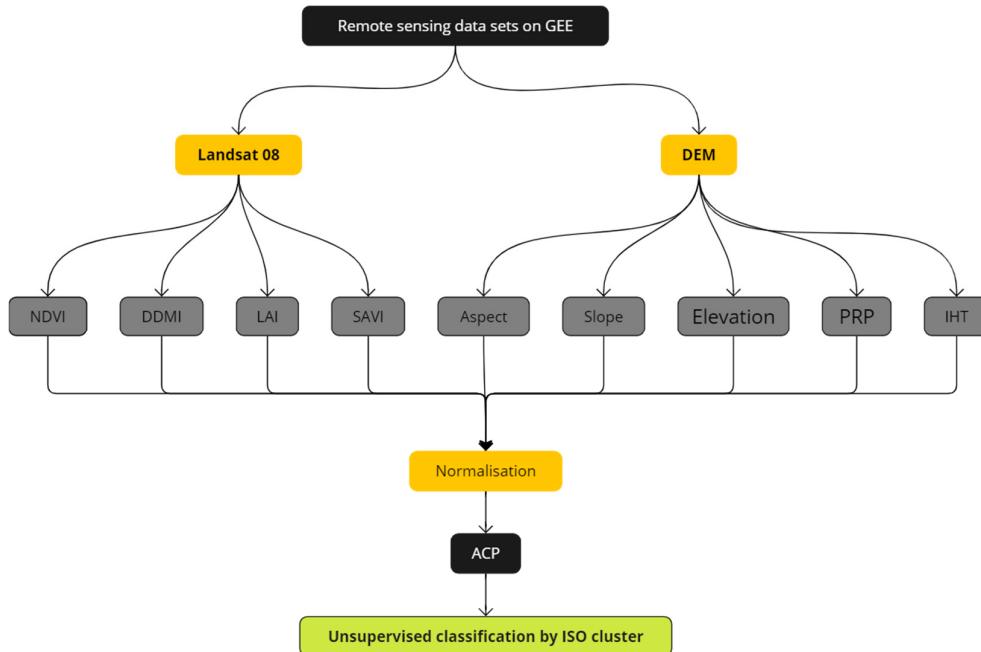 Remote sensing data sets on GEE
Landsat 08
DEM
NDVI
DDMI
LAI
SAVI
Aspect
Slope
Elevation
PRP
IHT
Normalisation
ACP
Unsupervised classification by ISO cluster